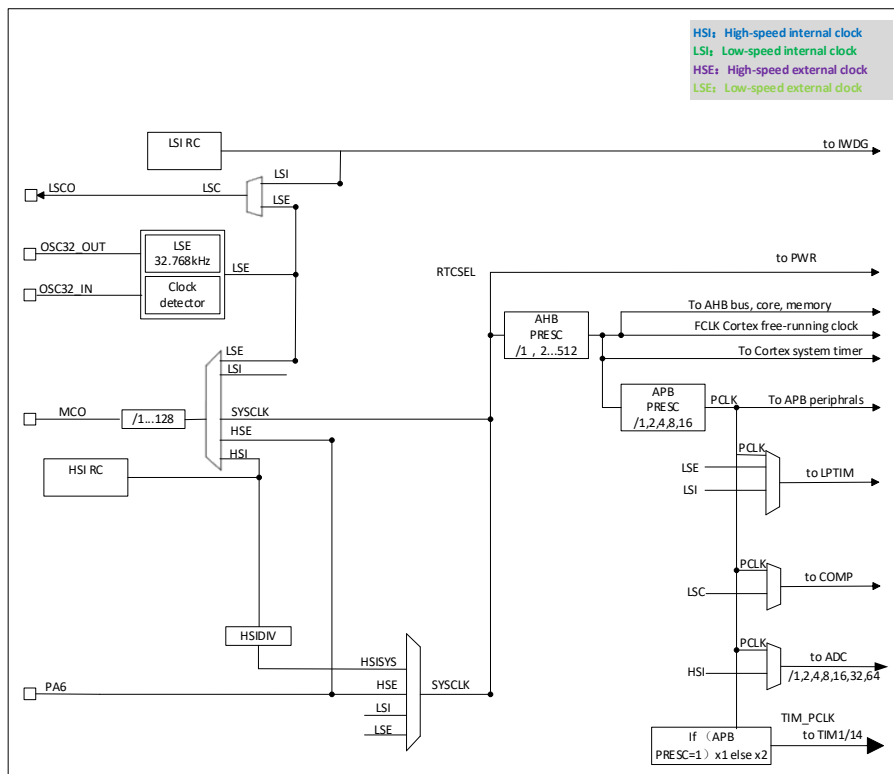 HSI：High-speed internal clock
LSI：Low-speed internal clock
HSE：High-speed external clock
LSE：Low-speed external clock
LSI RC
to IWDG
LSI
LSCO
LSC
LSE
OSC32_OUT
LSE
32.768kHz
LSE
OSC32_IN
Clock
detector
RTCSEL
to PWR
To AHB bus, core, memory
AHB
PRESC
/1 , 2...512
FCLK Cortex free-running clock
To Cortex system timer
LSE
LSI
APB
PRESC
/1,2,4,8,16
PCLK
To APB periphrals
MCO
/1...128
SYSCLK
HSE
HSI
HSI RC
PCLK
LSE
to LPTIM
LSI
PCLK
to COMP
LSC
HSIDIV
PCLK
HSISYS
to ADC
HSI
/1,2,4,8,16,32,64
PA6
HSE
SYSCLK
LSI
LSE
TIM_PCLK
If （APB
PRESC=1）x1 else x2
to TIM1/14